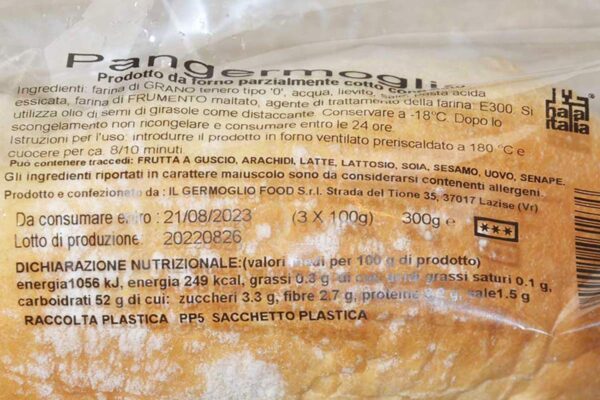 Pangermoglio
Prodotto da forno parzialmente cotto
Ingredienti: farina di GRANO tenero tipo '0', acqua, lievito, acida
essicata, farina di FRUMENTO maltato, agente di trattamento della farina: E300. Si
utilizza olio di semi di girasole come distaccante. Conservare a -18°C. Dopo lo
scongelamento non ricongelare e consumare entro le 24 ore.
Istruzioni per l'uso: introdurre il prodotto in forno ventilato preriscaldato a 180 °C e
cuocere per ca. 8/10 minuti.
Puo contenere traccedi: FRUTTA A GUSCIO, ARACHIDI, LATTE, LATTOSIO, SOIA, SESAMO, UOVO, SENAPE.
Gli ingredienti riportati in carattere maiuscolo sono da considerarsi contenenti allergeni.
Prodotto e confezionato da : IL GERMOGLIO FOOD S.r.l. Strada del Tione 35, 37017 Lazise (Vr)
Da consumare entro : 21/08/2023 (3 X 100g) 300g e ***
Lotto di produzione: 20220826
DICHIARAZIONE NUTRIZIONALE:(valori medi per 100 g di prodotto)
energia1056 kJ, energia 249 kcal, grassi 0.3 g di cui: acidi grassi saturi 0.1 g,
carboidrati 52 g di cui: zuccheri 3.3 g, fibre 2.7 g, proteine g, sale1.5 g
RACCOLTA PLASTICA PP5 SACCHETTO PLASTICA
halal
italia